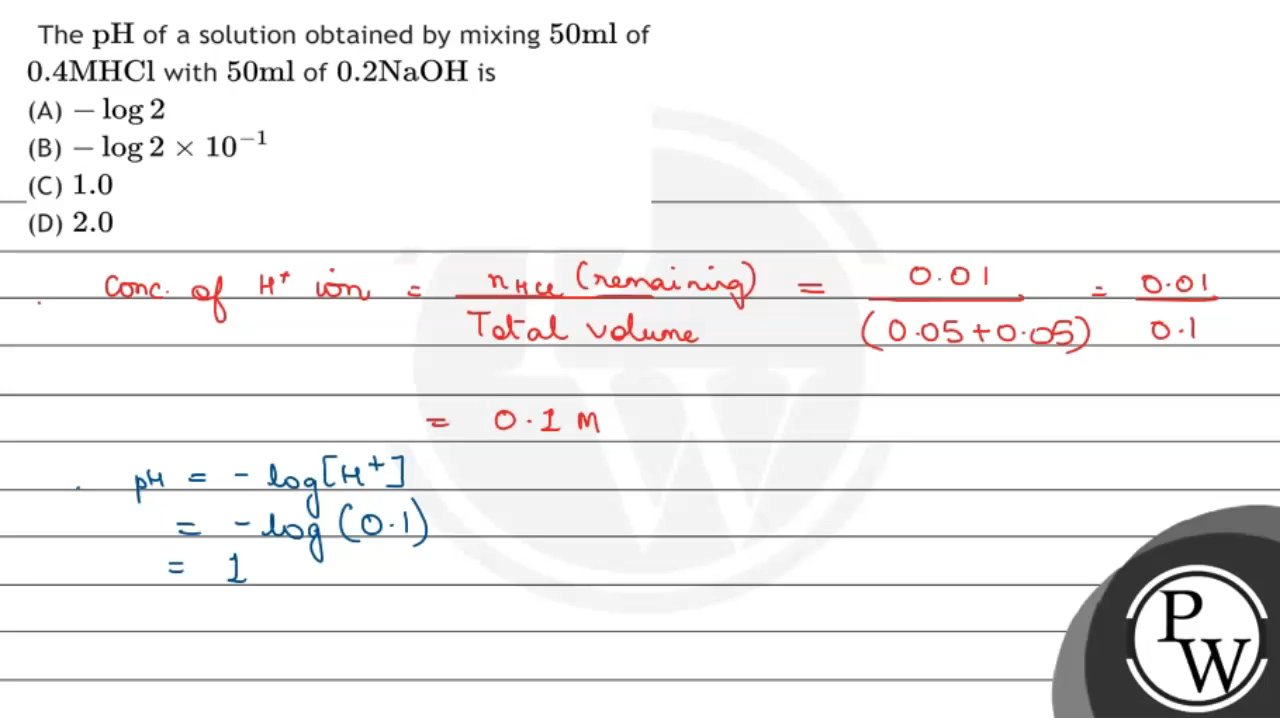 The pH of a solution obtained by mixing 50ml of
0.4MHCl with 50ml of 0.2NaOH is
(A) − log 2
(B) − log 2 × 10⁻¹
(C) 1.0
(D) 2.0
Conc. of H⁺ ion = nHCl (remaining) / Total volume = 0.01 / (0.05+0.05) = 0.01 / 0.1
= 0.1 M
pH = - log[H⁺]
= - log (0.1)
= 1
P
W